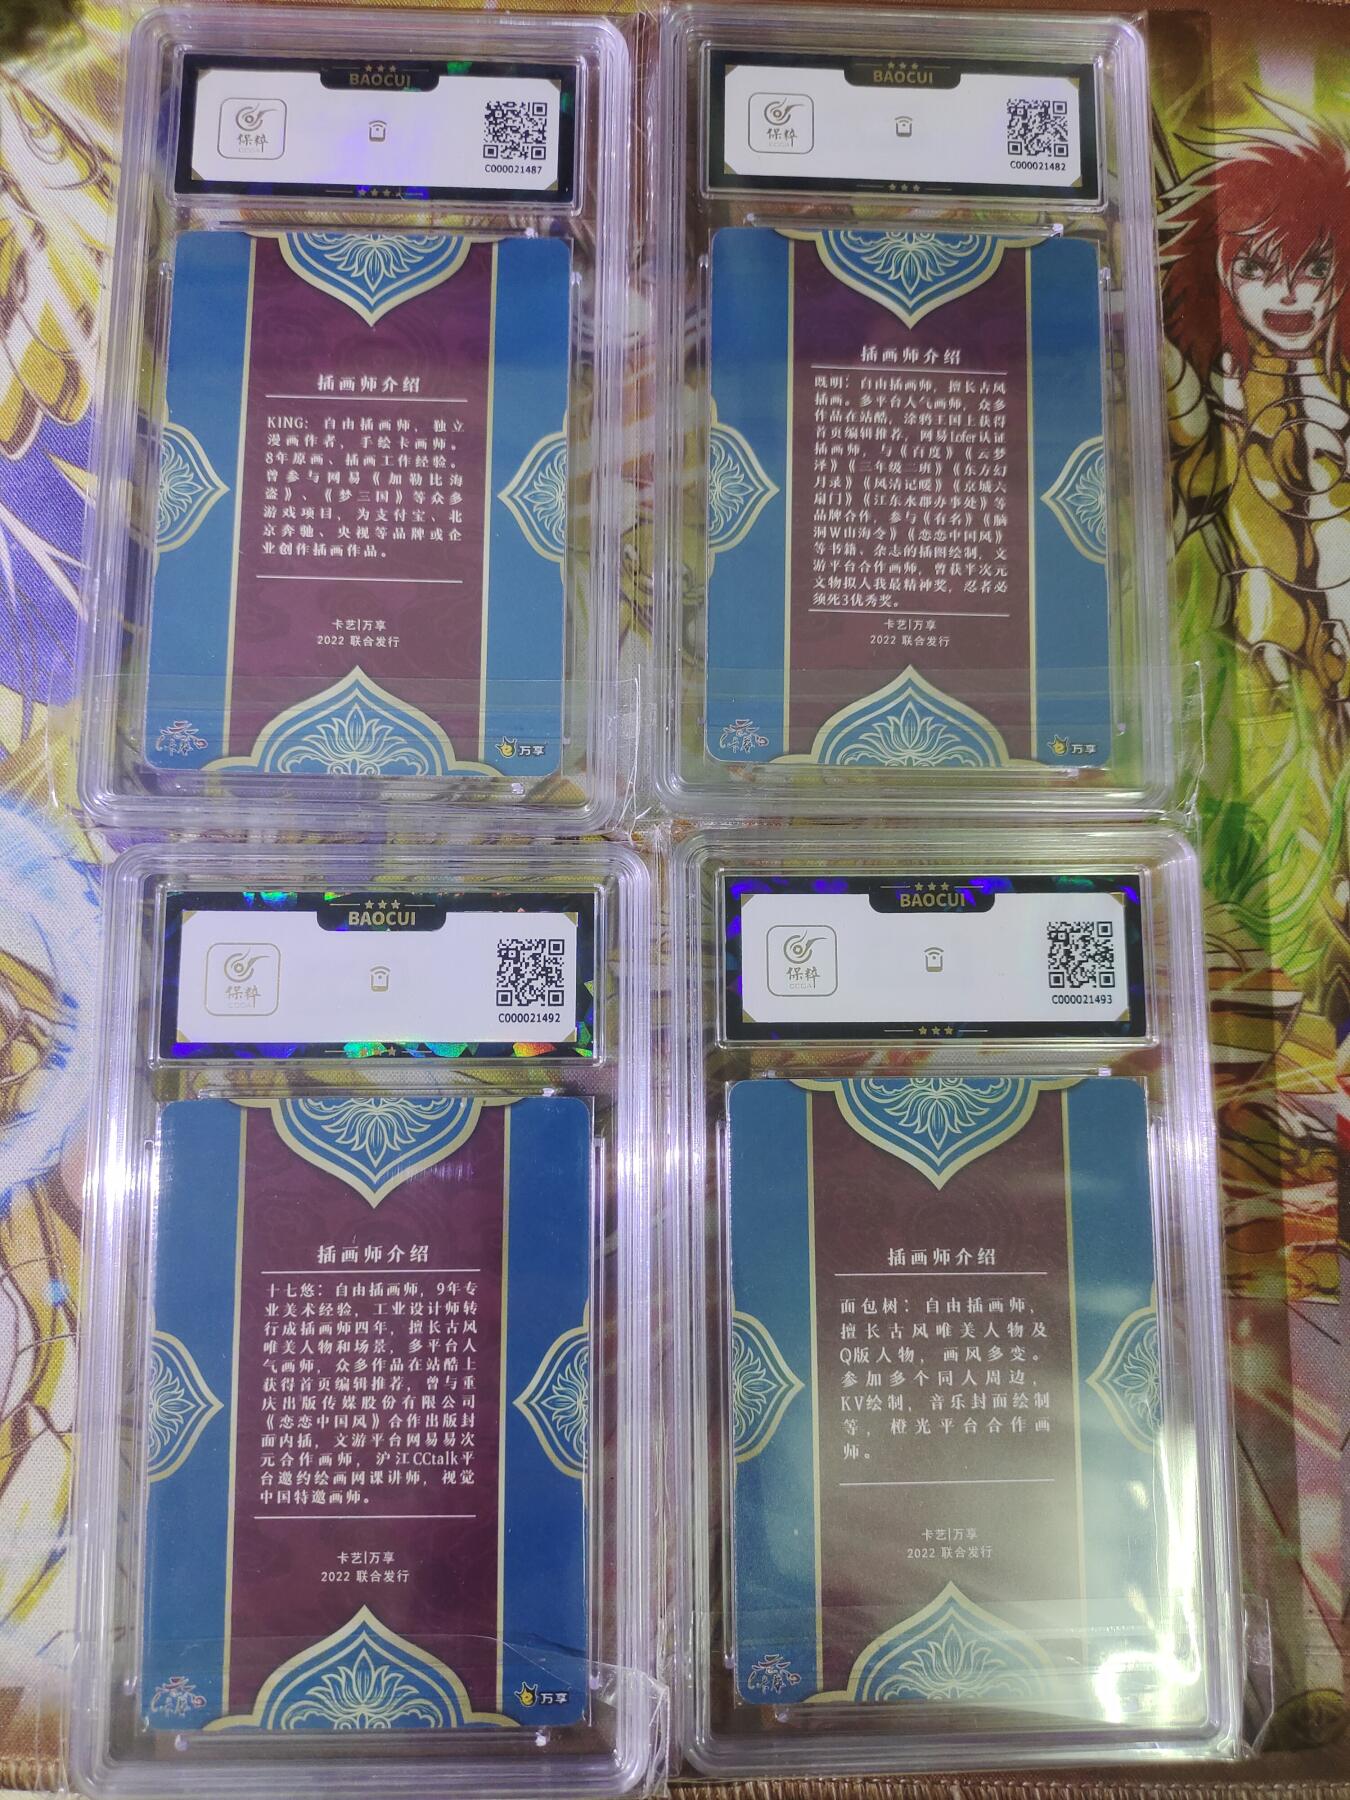 BAOCUI
保粹
CCGA
C000021487
插画师介绍
KING：自由插画师，独立
漫画作者，手绘卡画师。
8年原画、插画工作经验。
曾参与网易《加勒比海
盗》、《梦三国》等众多
游戏项目，为支付宝、北
京奔驰、央视等品牌或企
业创作插画作品。
卡艺|万享
2022 联合发行
万享
BAOCUI
保粹
CCGA
C000021482
插画师介绍
既明：自由插画师，擅长古风
插画。多平台人气画师，众多
作品在站酷，涂鸦王国上获得
首页编辑推荐，网易Lofer认证
插画师，与《百度》《云梦
泽》《三年级二班》《东方幻
月录》《风清记暖》《京城六
扇门》《江东水郡办事处》等
品牌合作，参与《有名》《脑
洞W山海令》《恋恋中国风》
等书籍、杂志的插图绘制，文
游平台合作画师，曾获半次元
文物拟人我最精神奖，忍者必
须死3优秀奖。
卡艺|万享
2022 联合发行
万享
BAOCUI
保粹
CCGA
C000021492
插画师介绍
十七悠：自由插画师，9年专
业美术经验，工业设计师转
行成插画师四年，擅长古风
唯美人物和场景，多平台人
气画师，众多作品在站酷上
获得首页编辑推荐，曾与重
庆出版传媒股份有限公司
《恋恋中国风》合作出版封
面内插，文游平台网易易次
元合作画师，沪江CCtalk平
台邀约绘画网课讲师，视觉
中国特邀画师。
卡艺|万享
2022 联合发行
万享
BAOCUI
保粹
CCGA
C000021493
插画师介绍
面包树：自由插画师，
擅长古风唯美人物及
Q版人物，画风多变。
参加多个同人周边，
KV绘制，音乐封面绘制
等，橙光平台合作画
师。
卡艺|万享
2022 联合发行